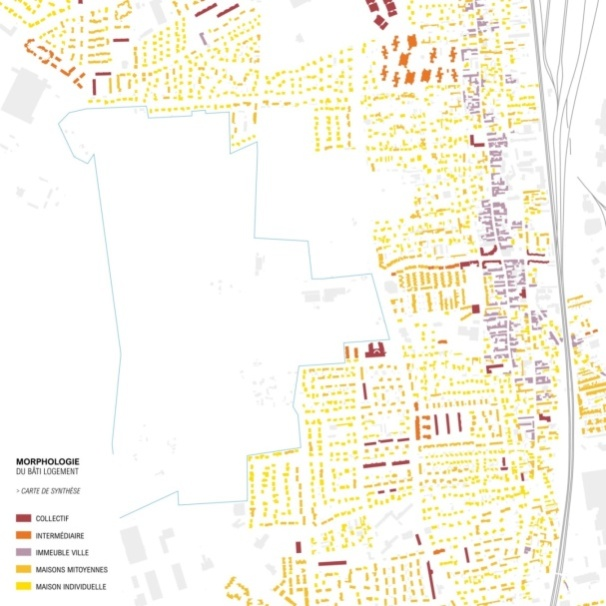 MORPHOLOGIE
DU BÂTI LOGEMENT
> CARTE DE SYNTHÈSE
COLLECTIF
INTERMÉDIAIRE
IMMEUBLE VILLE
MAISONS MITOYENNES
MAISON INDIVIDUELLE